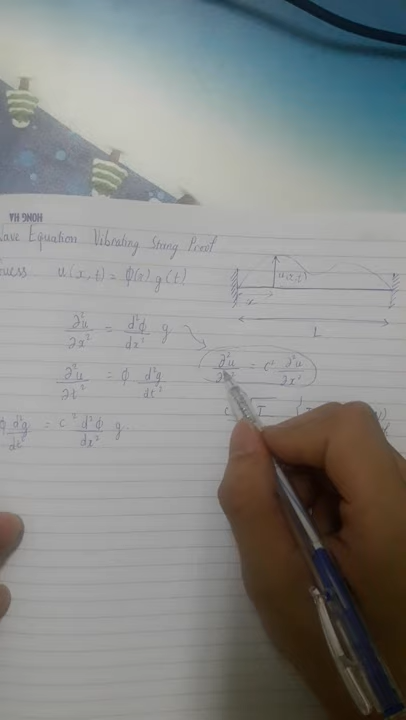 HONG HA
Wave Equation Vibrating String Proof
Guess u(x,t) = ϕ(x) g(t)
u(x,t)
x
L
∂²u/∂x² = d²ϕ/dx² g
∂²u/∂t² = c² ∂²u/∂x²
∂²u/∂t² = ϕ d²g/dt²
ϕ d²g/dt² = c² d²ϕ/dx² g